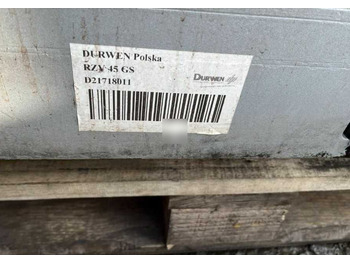 DURWEN Polska
RZV 45 GS
D21718011
DURWEN